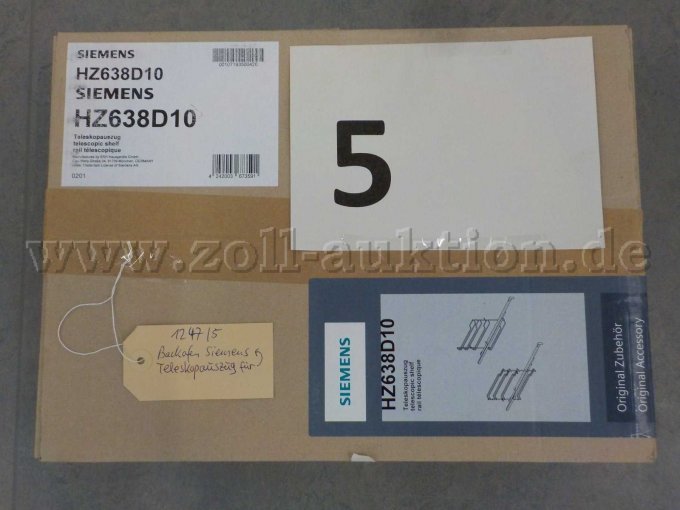 SIEMENS
HZ638D10
SIEMENS
HZ638D10
Teleskopauszug
telescopic shelf
rail télescopique
0201
5
www.zoll-auktion.de
1247/5
Backofen Siemens
Teleskopauszug für
SIEMENS
HZ638D10
Teleskopauszug
telescopic shelf
rail télescopique
Original Zubehör
Original Accessory